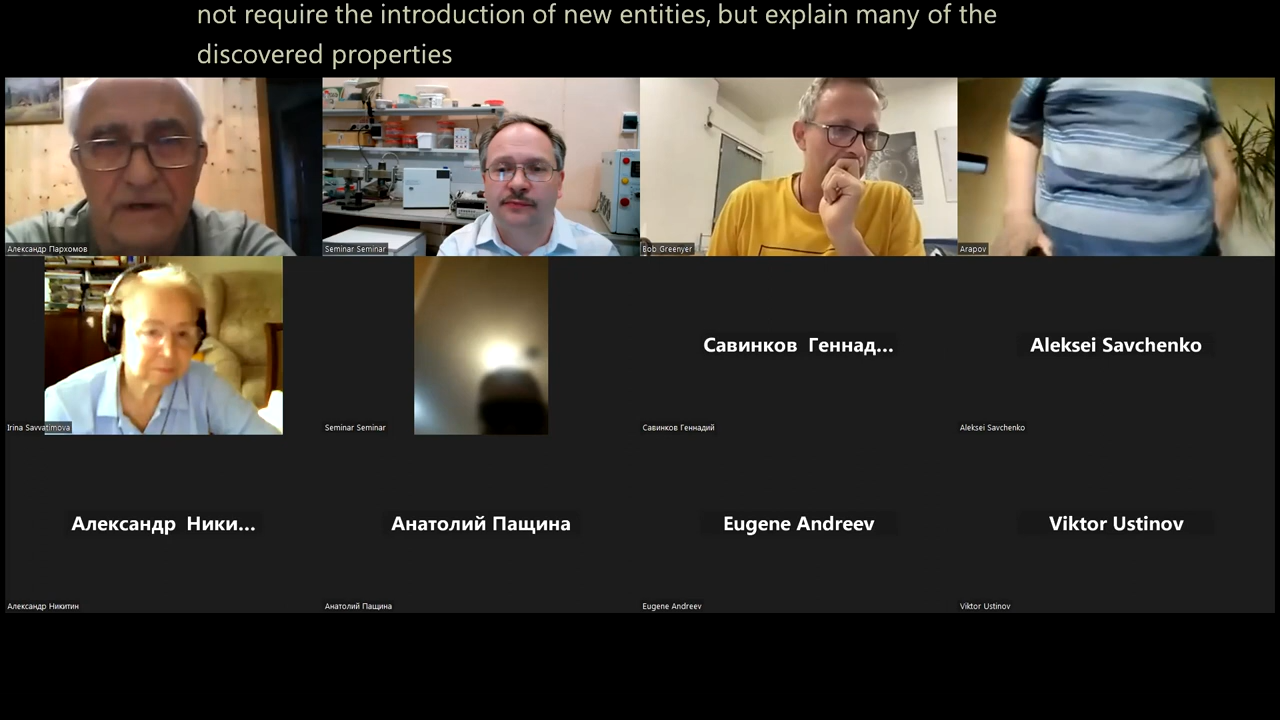 not require the introduction of new entities, but explain many of the
discovered properties
Александр Пархомов
Seminar Seminar
Bob Greenyer
Arapov
Irina Savvatimova
Seminar Seminar
Савинков Геннад...
Савинков Геннадий
Aleksei Savchenko
Aleksei Savchenko
Александр Ники...
Александр Никитин
Анатолий Пащина
Анатолий Пащина
Eugene Andreev
Eugene Andreev
Viktor Ustinov
Viktor Ustinov